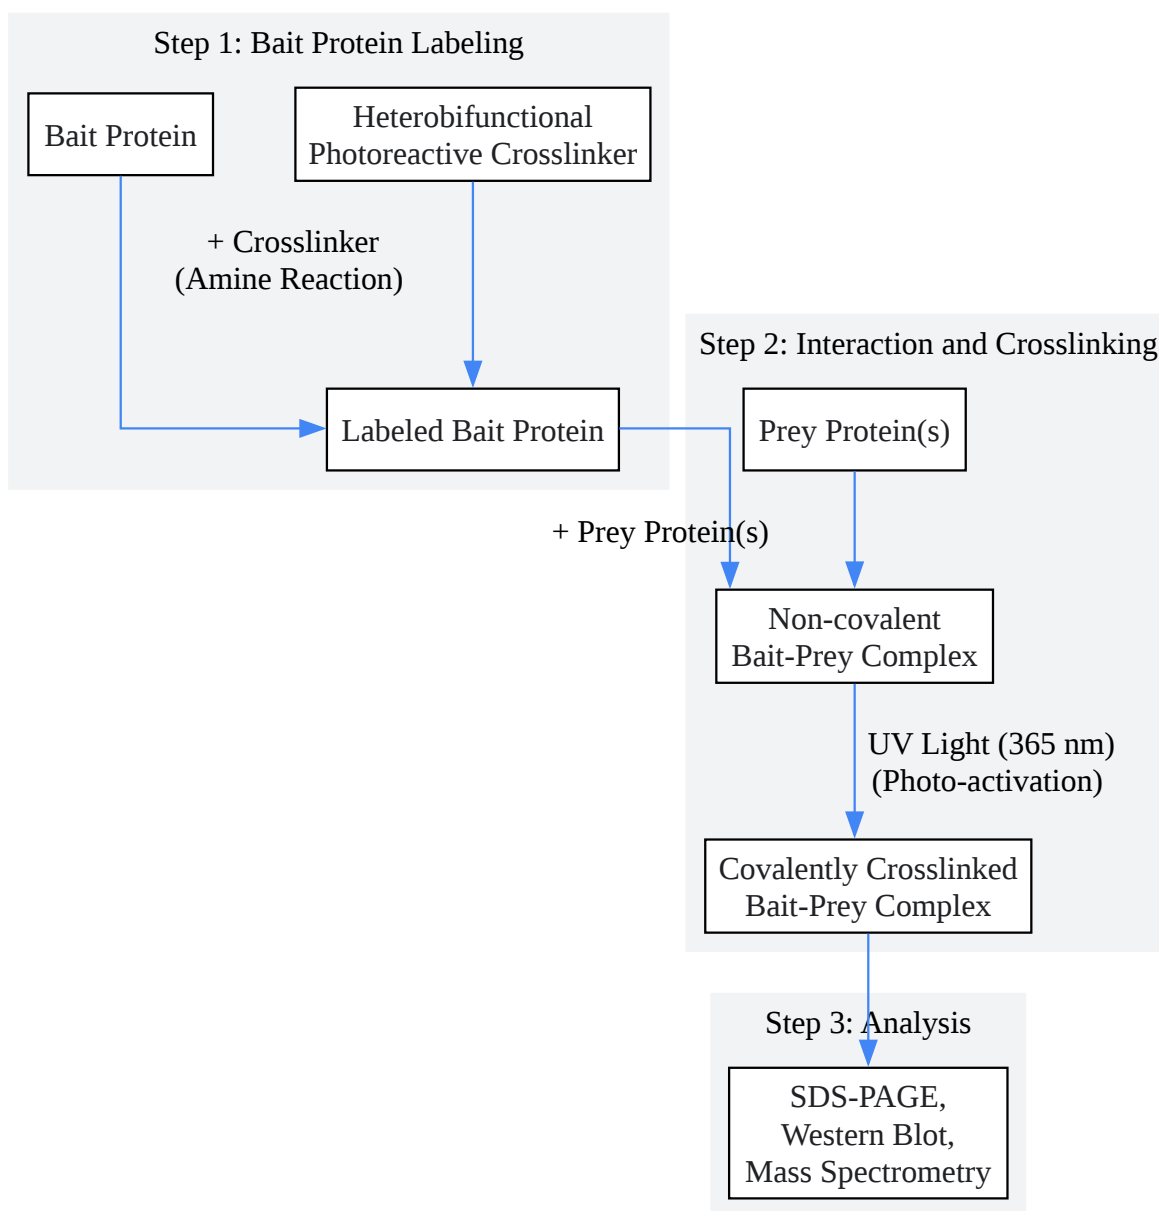 Step 1: Bait Protein Labeling
Bait Protein
Heterobifunctional
Photoreactive Crosslinker
+ Crosslinker
(Amine Reaction)
Labeled Bait Protein
Step 2: Interaction and Crosslinking
Prey Protein(s)
+ Prey Protein(s)
Non-covalent
Bait-Prey Complex
UV Light (365 nm)
(Photo-activation)
Covalently Crosslinked
Bait-Prey Complex
Step 3: Analysis
SDS-PAGE,
Western Blot,
Mass Spectrometry